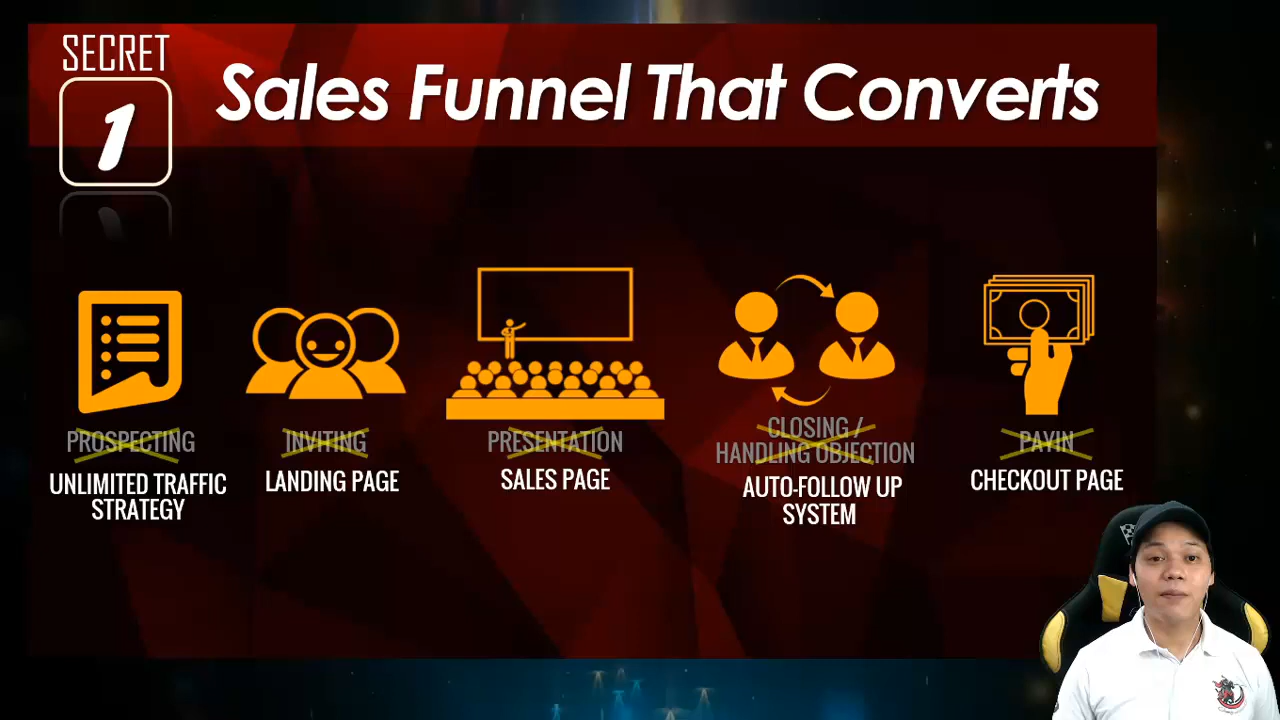 SECRET
1
Sales Funnel That Converts
PROSPECTING
UNLIMITED TRAFFIC
STRATEGY
INVITING
LANDING PAGE
PRESENTATION
SALES PAGE
CLOSING /
HANDLING OBJECTION
AUTO-FOLLOW UP
SYSTEM
PAYIN
CHECKOUT PAGE